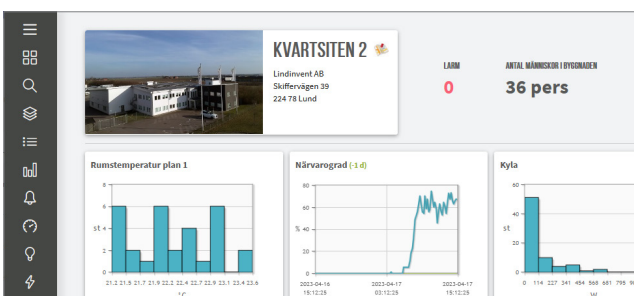 KVARTSITEN 2
Lindinvent AB
Skiffervägen 39
224 78 Lund
LARM
0
ANTAL MÄNNISKOR I BYGGNADEN
36 pers
Rumstemperatur plan 1
8
6
st 4
2
0
21.2 21.5 21.7 21.9 22.2 22.4 22.7 22.9 23.1 23.4 23.6
°C
Närvarograd (-1 d)
80
60
% 40
20
0
2023-04-16 2023-04-17 2023-04-17
15:12:25 03:12:25 15:12:25
Kyla
60
40
st
20
0
0 114 227 341 454 568 681 795
W